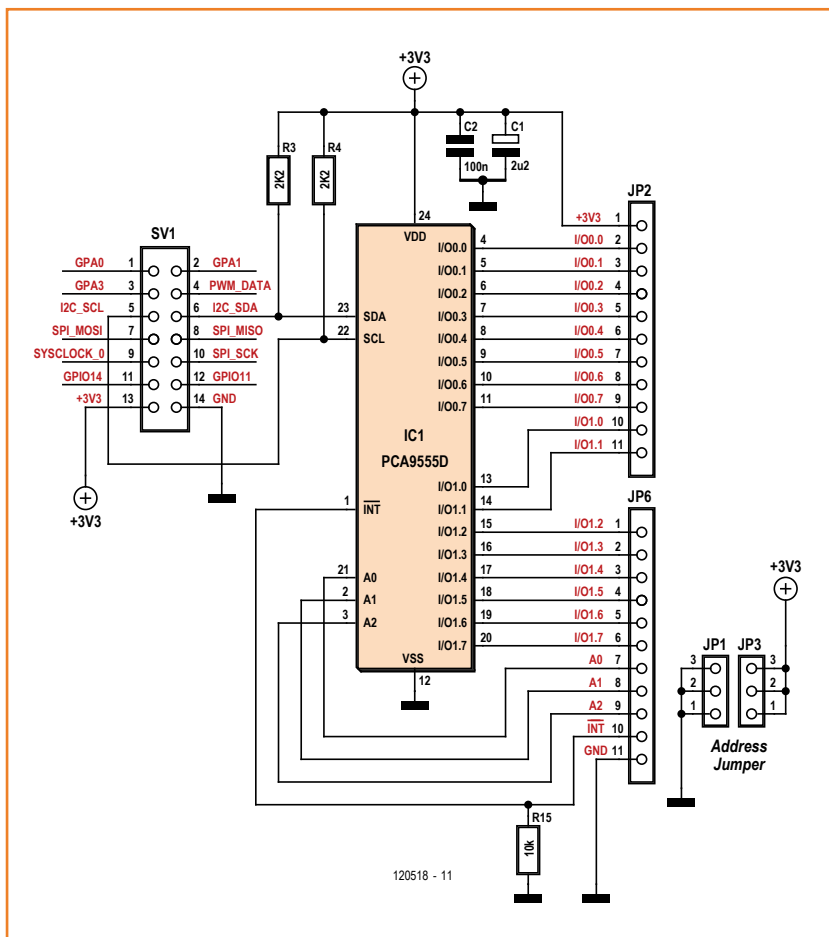 +3V3
R3
2K2
R4
2K2
C2
100n
C1
2u2
SV1
GPA0 1 2 GPA1
GPA3 3 4 PWM_DATA
I2C_SCL 5 6 I2C_SDA
SPI_MOSI 7 8 SPI_MISO
SYSCLOCK_0 9 10 SPI_SCK
GPIO14 11 12 GPIO11
+3V3 13 14 GND
+3V3
24
VDD
23 SDA
22 SCL
IC1
PCA9555D
1 INT
21 A0
2 A1
3 A2
VSS
12
I/O0.0 4
I/O0.1 5
I/O0.2 6
I/O0.3 7
I/O0.4 8
I/O0.5 9
I/O0.6 10
I/O0.7 11
I/O1.0 13
I/O1.1 14
I/O1.2 15
I/O1.3 16
I/O1.4 17
I/O1.5 18
I/O1.6 19
I/O1.7 20
JP2
+3V3 1
I/O0.0 2
I/O0.1 3
I/O0.2 4
I/O0.3 5
I/O0.4 6
I/O0.5 7
I/O0.6 8
I/O0.7 9
I/O1.0 10
I/O1.1 11
JP6
I/O1.2 1
I/O1.3 2
I/O1.4 3
I/O1.5 4
I/O1.6 5
I/O1.7 6
A0 7
A1 8
A2 9
INT 10
GND 11
+3V3
JP1 JP3
3 3
2 2
1 1
Address
Jumper
R15
10k
120518 - 11